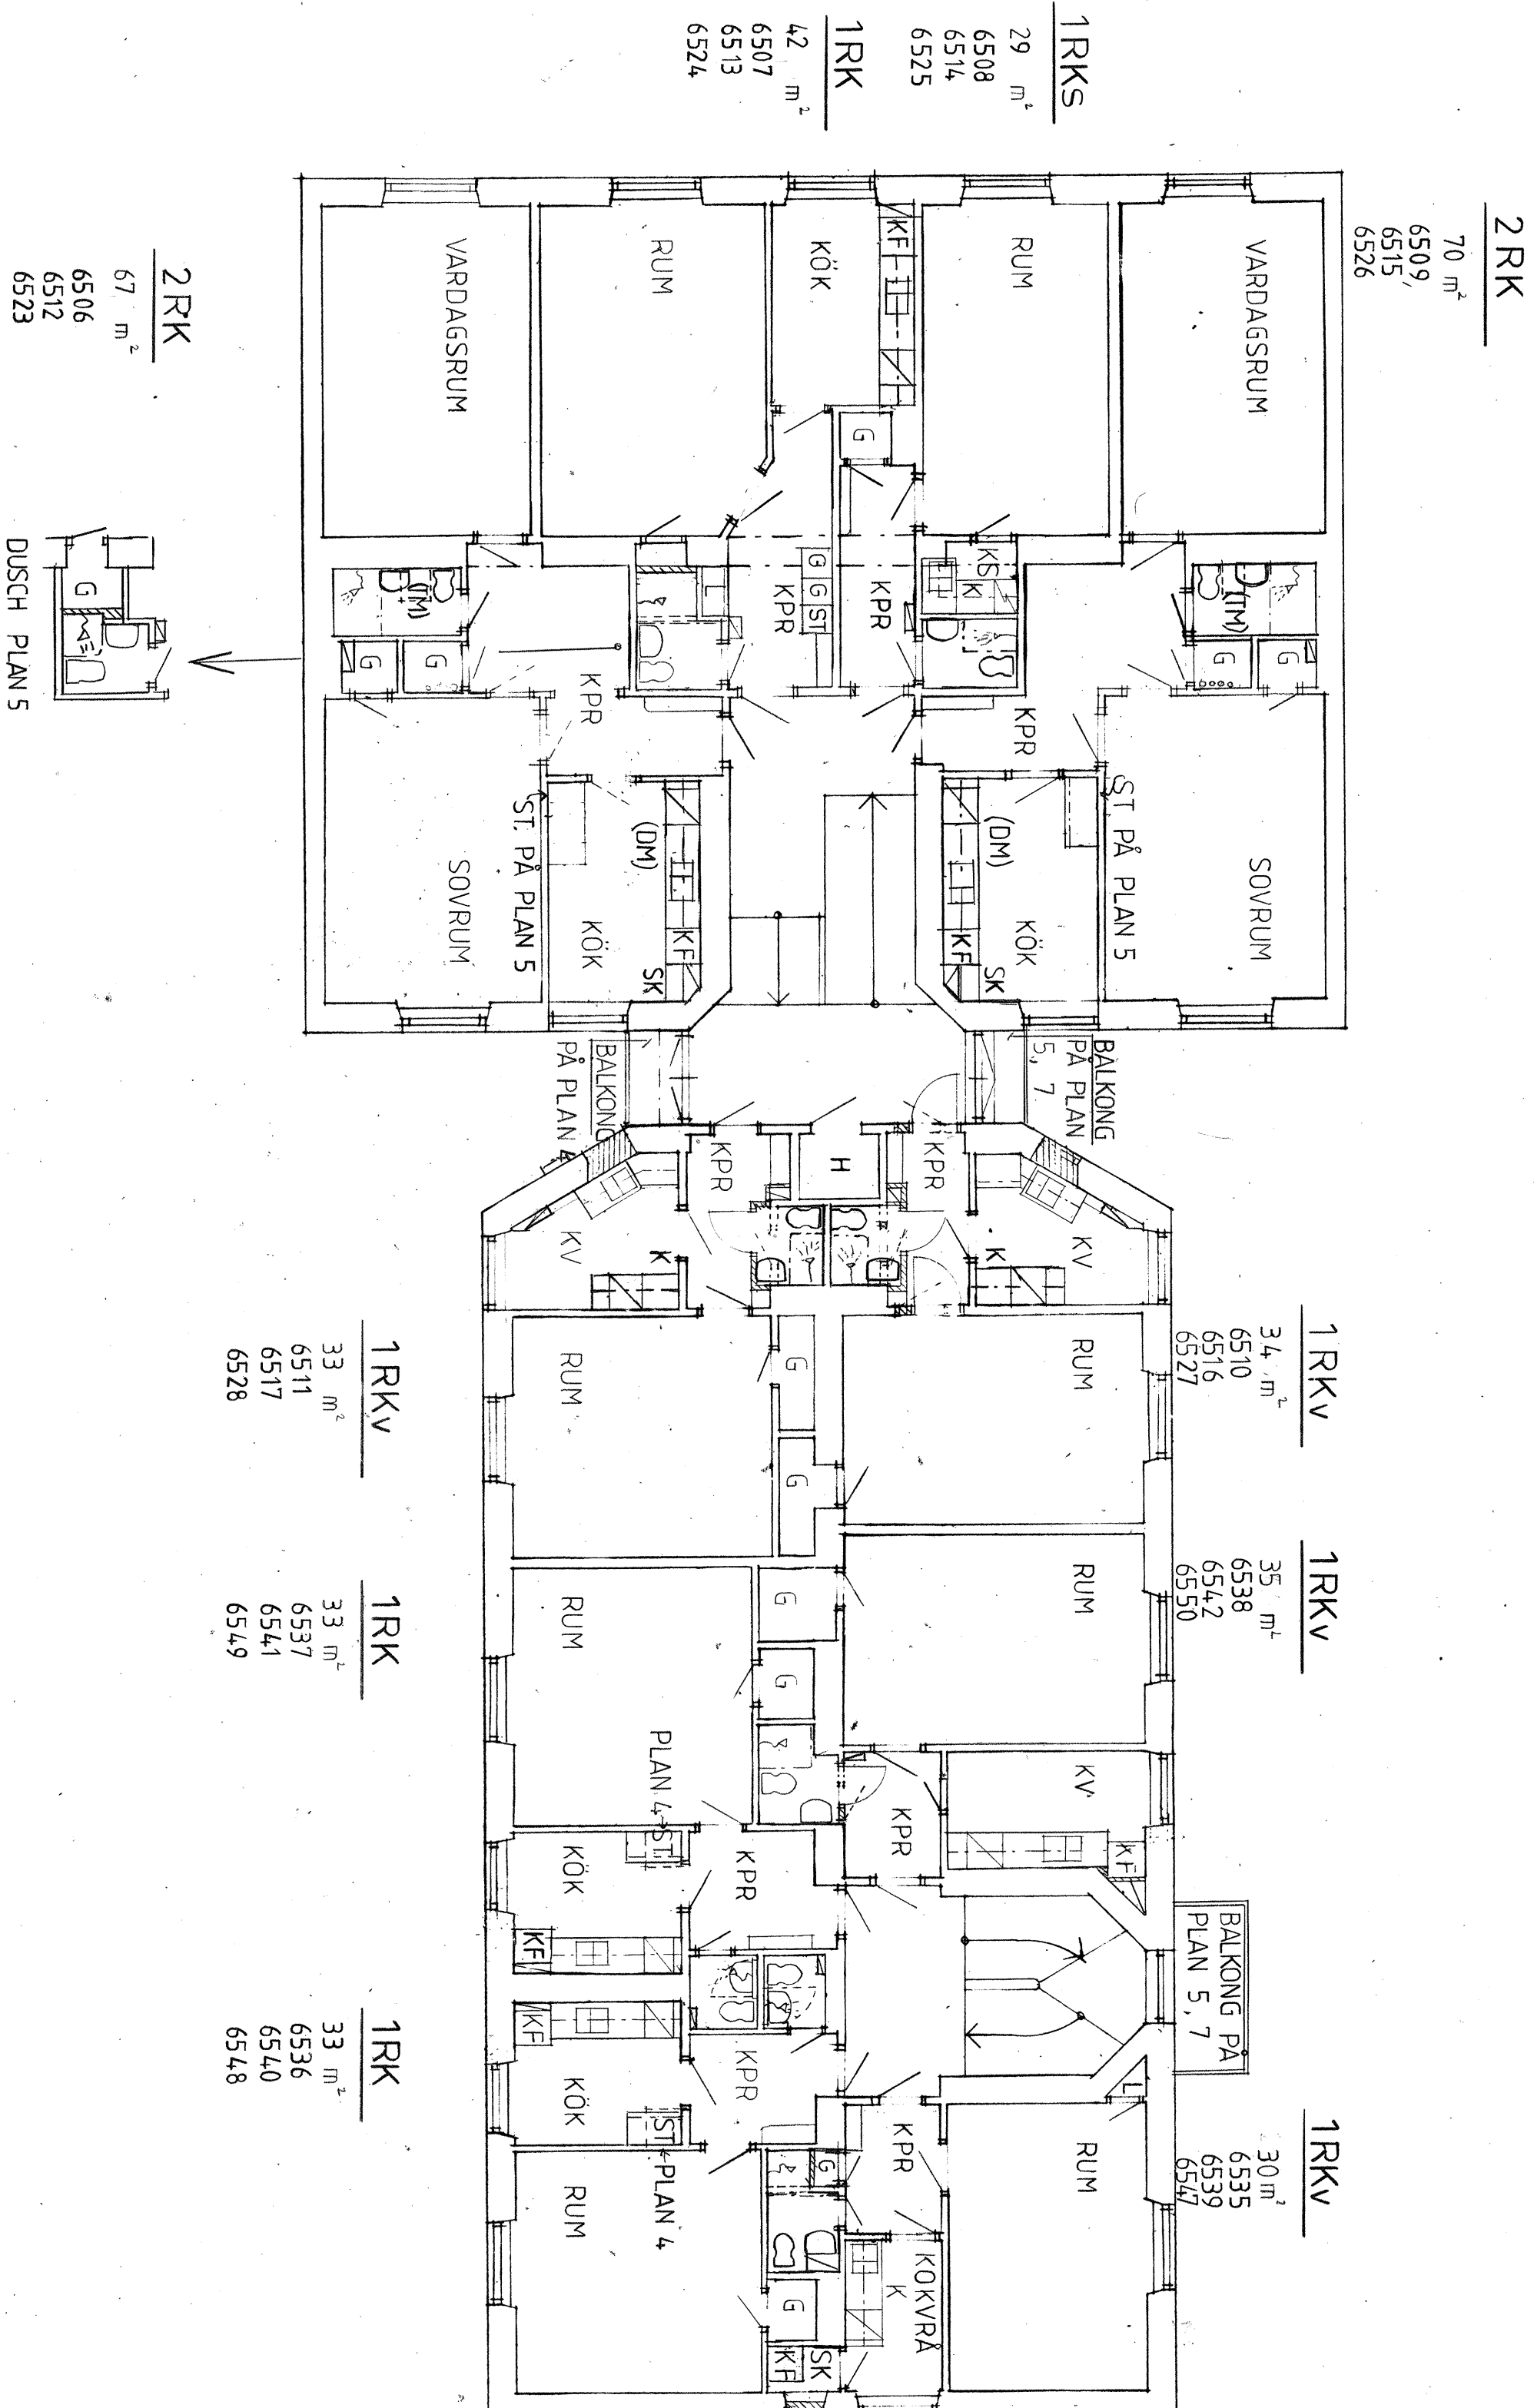 2RK
70 m²
6509,
6515
6526
1RKS
29 m²
6508
6514
6525
1RK
42 m²
6507
6513
6524
2RK
67 m²
6506
6512
6523
DUSCH PLAN 5
G
VARDAGSRUM
RUM
KÖK
KF
RUM
VARDAGSRUM
G
KS
K
KPR
G
G
ST
KPR
L
(TM)
G
G
(TM)
G
G
KPR
KPR
ST. PÅ PLAN 5
SOVRUM
(DM)
KÖK
KF
SK
ST. PÅ PLAN 5
SOVRUM
(DM)
KÖK
KF
SK
BALKONG
PÅ PLAN
5, 7
BALKONG
PÅ PLAN 4
KPR
H
KPR
KV
K
KV
K
1RKv
34 m²
6510
6516
6527
1RKv
33 m²
6511
6517
6528
RUM
RUM
G
G
1RKv
35 m²
6538
6542
6550
1RK
33 m²
6537
6541
6549
RUM
RUM
G
G
PLAN 4
ST
KV
KF
KPR
KPR
KÖK
KF
BALKONG PÅ
PLAN 5, 7
1RK
33 m²
6536
6540
6548
KF
KÖK
KPR
ST
PLAN 4
RUM
L
1RKv
30 m²
6535
6539
6547
RUM
KPR
G
KOKVRÅ
K
G
SK
KF